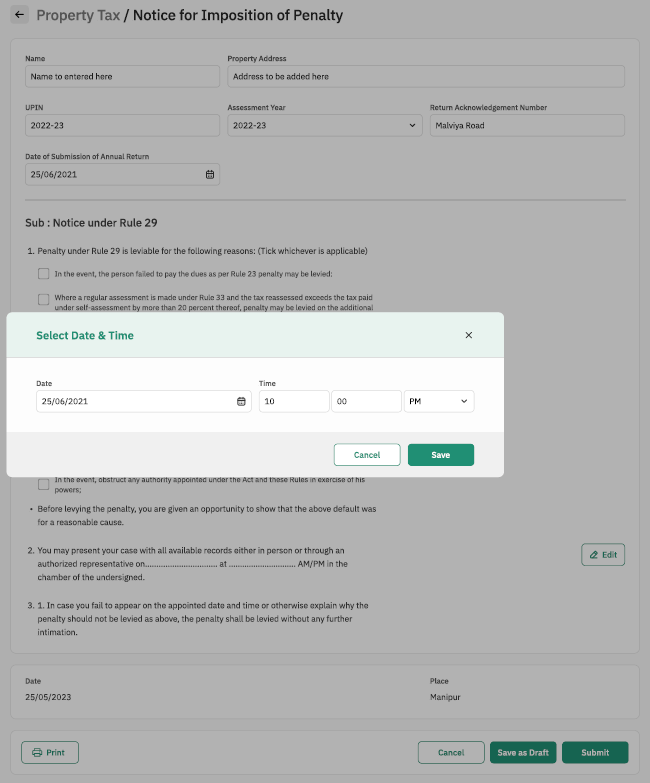 Property Tax / Notice for Imposition of Penalty
Name
Property Address
Name to entered here
Address to be added here
UPIN
Assessment Year
Return Acknowledgement Number
2022-23
2022-23
Malviya Road
Date of Submission of Annual Return
25/06/2021
Sub : Notice under Rule 29
1. Penalty under Rule 29 is leviable for the following reasons: (Tick whichever is applicable)
In the event, the person failed to pay the dues as per Rule 23 penalty may be levied;
Where a regular assessment is made under Rule 33 and the tax reassessed exceeds the tax paid
under self-assessment by more than 20 percent thereof, penalty may be levied on the additional
Select Date & Time
Date
Time
25/06/2021
10
00
PM
Cancel
Save
In the event, obstruct any authority appointed under the Act and these Rules in exercise of his
powers;
• Before levying the penalty, you are given an opportunity to show that the above default was
for a reasonable cause.
2. You may present your case with all available records either in person or through an
authorized representative on............................... at ............................ AM/PM in the
chamber of the undersigned.
Edit
3. 1. In case you fail to appear on the appointed date and time or otherwise explain why the
penalty should not be levied as above, the penalty shall be levied without any further
intimation.
Date
Place
25/05/2023
Manipur
Print
Cancel
Save as Draft
Submit